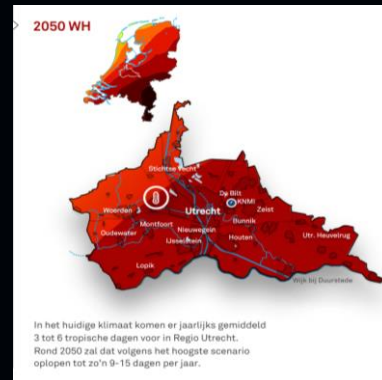 2050 WH
Stichtse Vecht
De Bilt
KNMI
Woerden
Utrecht
Zeist
Bunnik
Montfoort
Nieuwegein
Oudewater
Houten
Utr. Heuvelrug
IJsselstein
Lopik
Wijk bij Duurstede
In het huidige klimaat komen er jaarlijks gemiddeld
3 tot 6 tropische dagen voor in Regio Utrecht.
Rond 2050 zal dat volgens het hoogste scenario
oplopen tot zo'n 9-15 dagen per jaar.